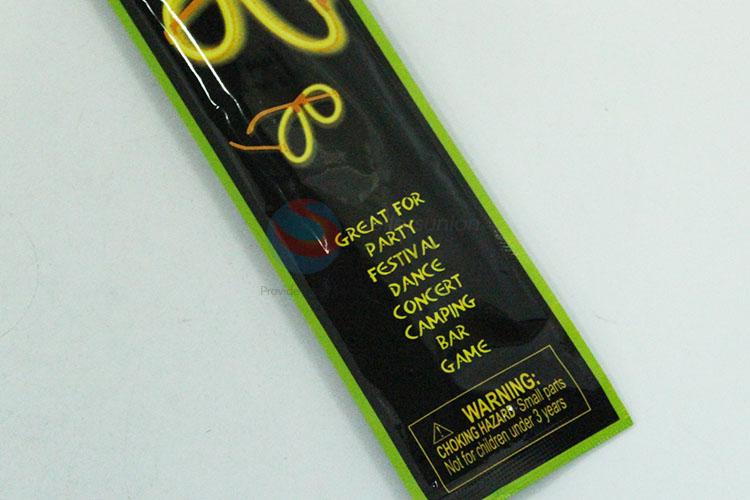 GREAT FOR
PARTY
FESTIVAL
DANCE
CONCERT
CAMPING
BAR
GAME
WARNING:
CHOKING HAZARD: Small parts
Not for children under 3 years